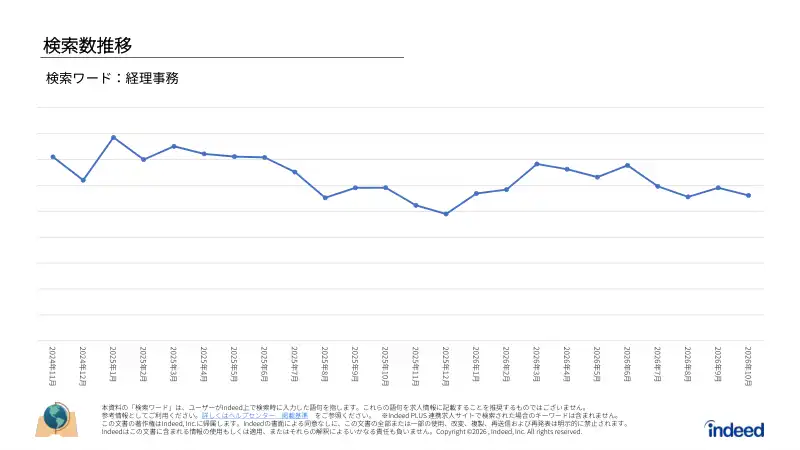 検索数推移
検索ワード：経理事務
2024年11月
2024年12月
2025年1月
2025年2月
2025年3月
2025年4月
2025年5月
2025年6月
2025年7月
2025年8月
2025年9月
2025年10月
2025年11月
2025年12月
2026年1月
2026年2月
2026年3月
2026年4月
2026年5月
2026年6月
2026年7月
2026年8月
2026年9月
2026年10月
本資料の「検索ワード」は、ユーザーがIndeed上で検索時に入力した語句を指します。これらの語句を求人情報に記載することを推奨するものではございません。
参考情報としてご利用ください。詳しくはヘルプセンター 掲載基準 をご参照ください。 ※Indeed PLUS 連携求人サイトで検索された場合のキーワードは含まれません。
この文書の著作権はIndeed, Inc.に帰属します。Indeedの書面による同意なしに、この文書の全部または一部の使用、改変、複製、再送信および再発表は明示的に禁止されます。
Indeedはこの文書に含まれる情報の使用もしくは適用、またはそれらの解釈によるいかなる責任も負いません。Copyright ©2026 , Indeed, Inc. All rights reserved.
indeed